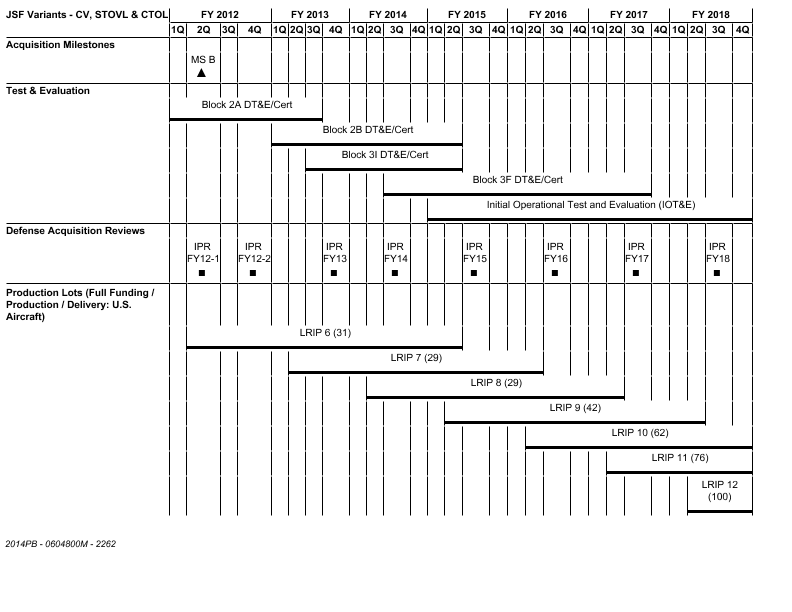 JSF Variants - CV, STOVL & CTOL FY 2012 FY 2013 FY 2014 FY 2015 FY 2016 FY 2017 FY 2018
1Q 2Q 3Q 4Q 1Q 2Q 3Q 4Q 1Q 2Q 3Q 4Q 1Q 2Q 3Q 4Q 1Q 2Q 3Q 4Q 1Q 2Q 3Q 4Q 1Q 2Q 3Q 4Q
Acquisition Milestones
MS B
Test & Evaluation
Block 2A DT&E/Cert
Block 2B DT&E/Cert
Block 3I DT&E/Cert
Block 3F DT&E/Cert
Initial Operational Test and Evaluation (IOT&E)
Defense Acquisition Reviews
IPR IPR IPR IPR IPR IPR IPR IPR
FY12-1 FY12-2 FY13 FY14 FY15 FY16 FY17 FY18
Production Lots (Full Funding /
Production / Delivery: U.S.
Aircraft)
LRIP 6 (31)
LRIP 7 (29)
LRIP 8 (29)
LRIP 9 (42)
LRIP 10 (62)
LRIP 11 (76)
LRIP 12
(100)
2014PB - 0604800M - 2262